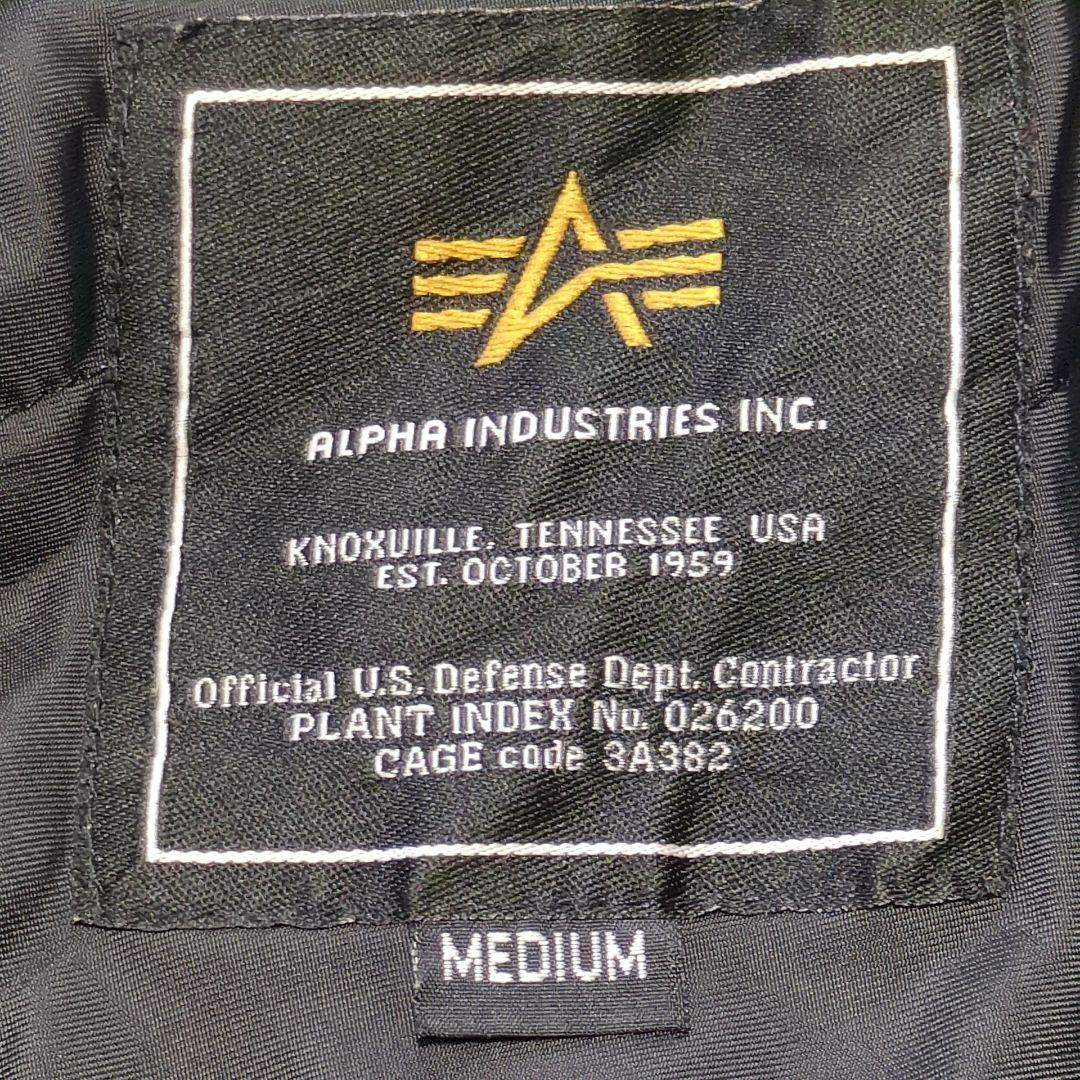 ALPHA INDUSTRIES INC.
KNOXVILLE, TENNESSEE USA
EST. OCTOBER 1959
Official U.S. Defense Dept. Contractor
PLANT INDEX No. 026200
CAGE code 3A382
MEDIUM